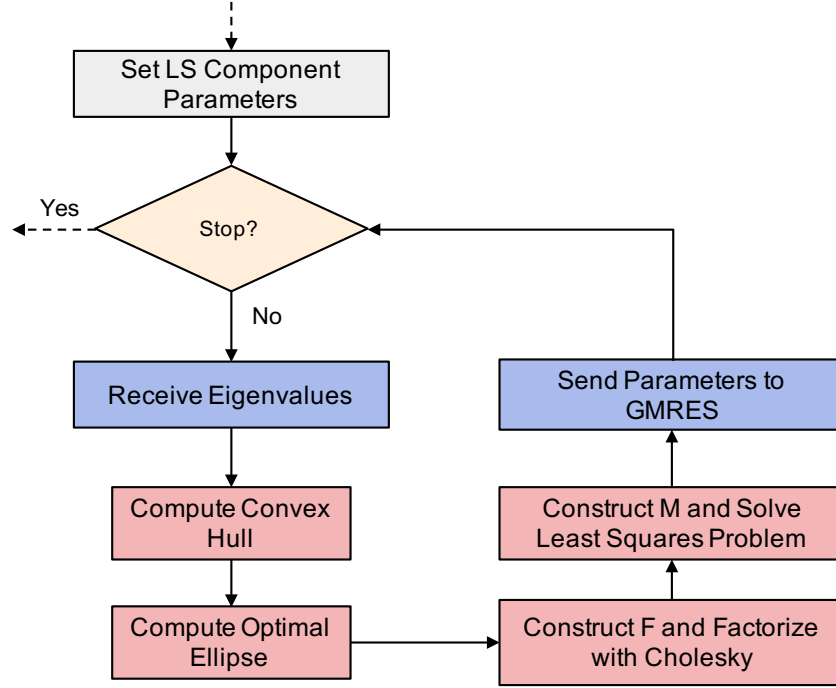 Set LS Component
Parameters
Yes
Stop?
No
Receive Eigenvalues
Send Parameters to
GMRES
Compute Convex
Hull
Construct M and Solve
Least Squares Problem
Compute Optimal
Ellipse
Construct F and Factorize
with Cholesky